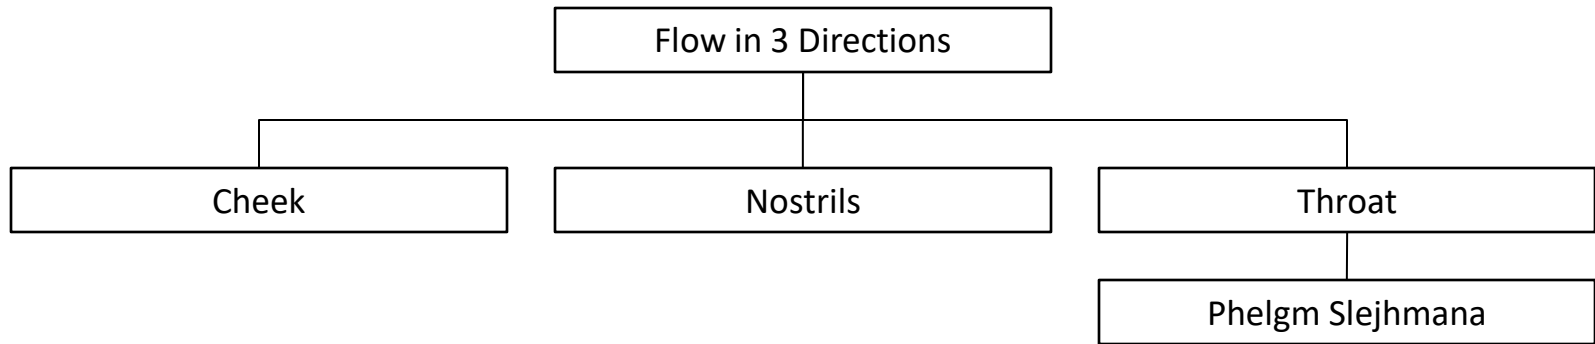 Flow in 3 Directions
Cheek
Nostrils
Throat
Phelgm Slejhmana